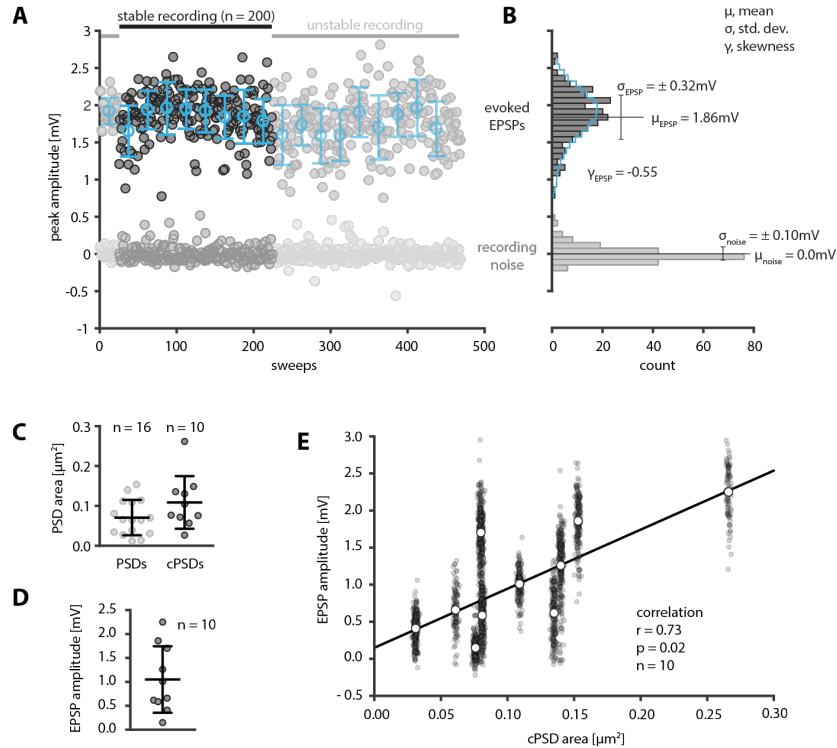 A
stable recording (n = 200)
unstable recording
3
2.5
2
1.5
1
0.5
0
-0.5
-1
peak amplitude [mV]
0
100
200
300
400
500
sweeps
B
μ, mean
σ, std. dev.
γ, skewness
evoked
EPSPs
σEPSP = ± 0.32mV
μEPSP = 1.86mV
γEPSP = -0.55
recording
noise
σnoise = ± 0.10mV
μnoise = 0.0mV
0
20
40
60
80
count
C
n = 16
n = 10
0.3
0.2
0.1
0.0
PSD area [μm²]
PSDs
cPSDs
D
n = 10
2.5
2.0
1.5
1.0
0.5
0.0
EPSP amplitude [mV]
E
3.0
2.5
2.0
1.5
1.0
0.5
0.0
- 0.5
EPSP amplitude [mV]
correlation
r = 0.73
p = 0.02
n = 10
0.00
0.05
0.10
0.15
0.20
0.25
0.30
cPSD area [μm²]